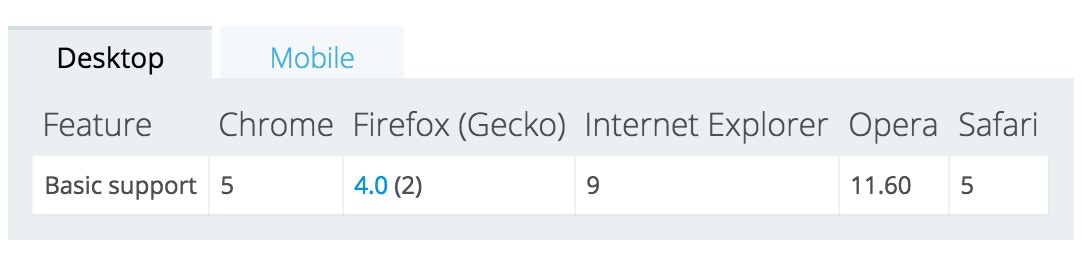 Desktop Mobile
Feature Chrome Firefox (Gecko) Internet Explorer Opera Safari
Basic support 5 4.0 (2) 9 11.60 5